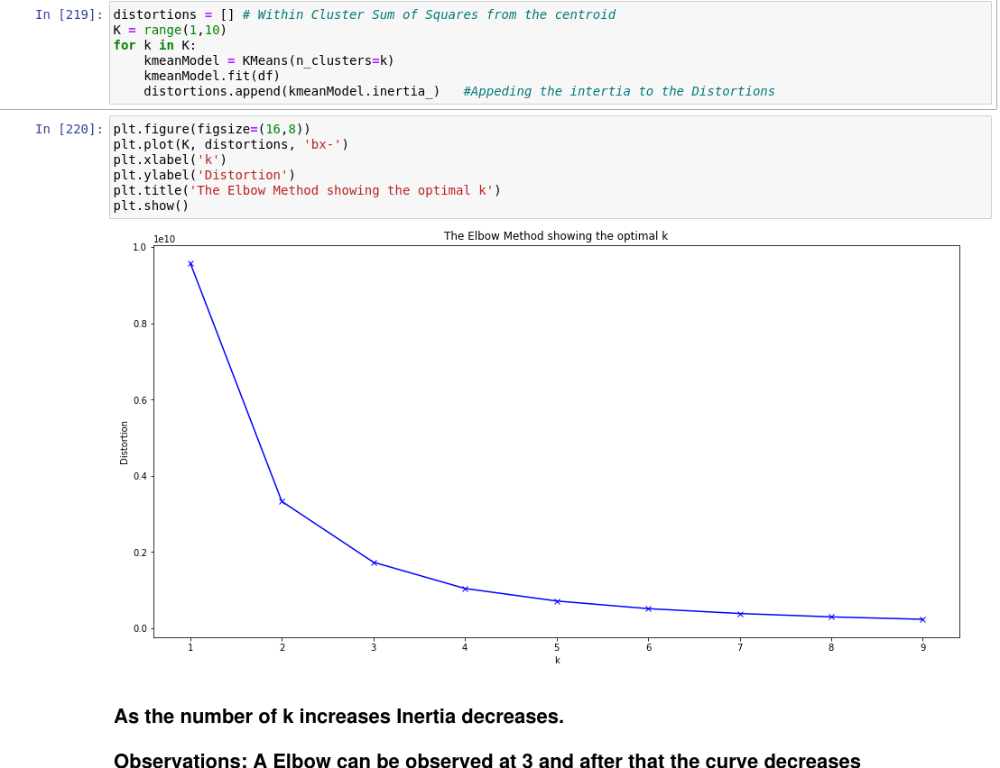 In [219]: distortions = [] # Within Cluster Sum of Squares from the centroid
K = range(1,10)
for k in K:
    kmeanModel = KMeans(n_clusters=k)
    kmeanModel.fit(df)
    distortions.append(kmeanModel.inertia_)   #Appeding the intertia to the Distortions
In [220]: plt.figure(figsize=(16,8))
plt.plot(K, distortions, 'bx-')
plt.xlabel('k')
plt.ylabel('Distortion')
plt.title('The Elbow Method showing the optimal k')
plt.show()
The Elbow Method showing the optimal k
1e10
1.0
0.8
0.6
0.4
0.2
0.0
Distortion
1 2 3 4 5 6 7 8 9
k
As the number of k increases Inertia decreases.
Observations: A Elbow can be observed at 3 and after that the curve decreases